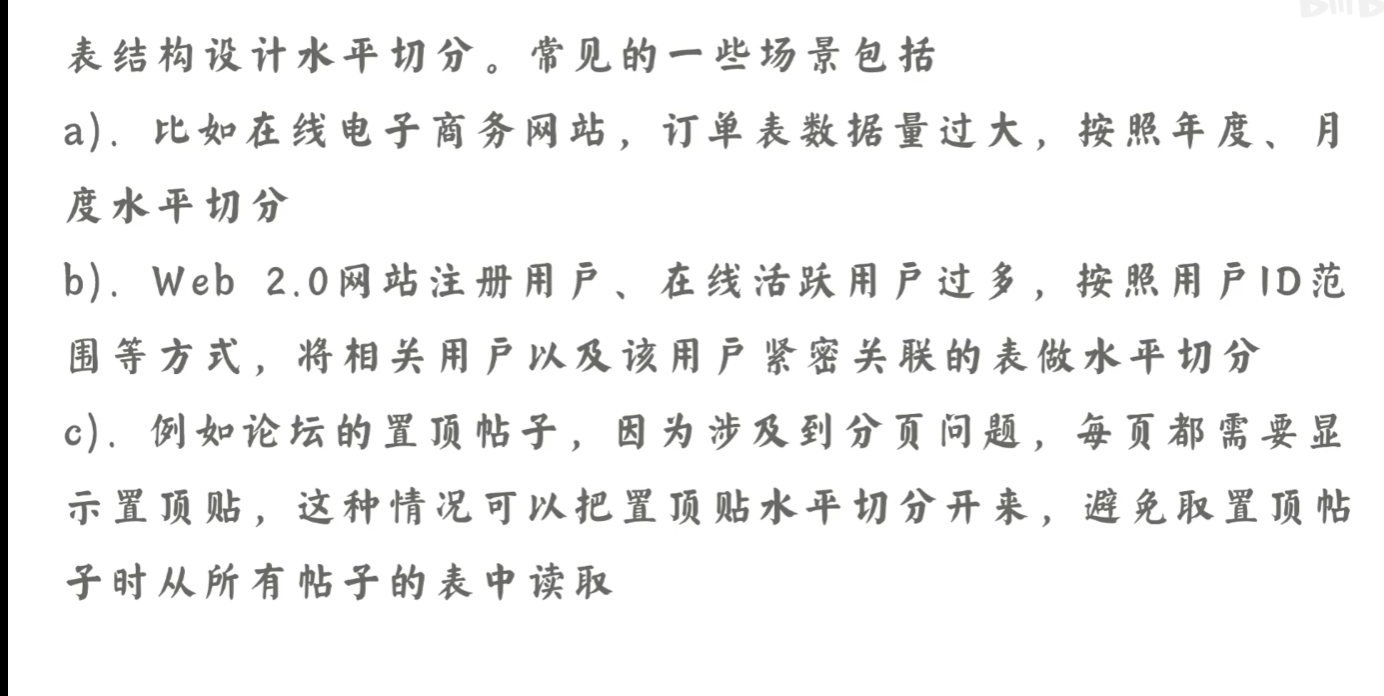 表结构设计水平切分。常见的一些场景包括
a). 比如在线电子商务网站，订单表数据量过大，按照年度、月
度水平切分
b). Web 2.0网站注册用户、在线活跃用户过多，按照用户ID范
围等方式，将相关用户以及该用户紧密关联的表做水平切分
c). 例如论坛的置顶帖子，因为涉及到分页问题，每页都需要显
示置顶贴，这种情况可以把置顶贴水平切分开来，避免取置顶帖
子时从所有帖子的表中读取